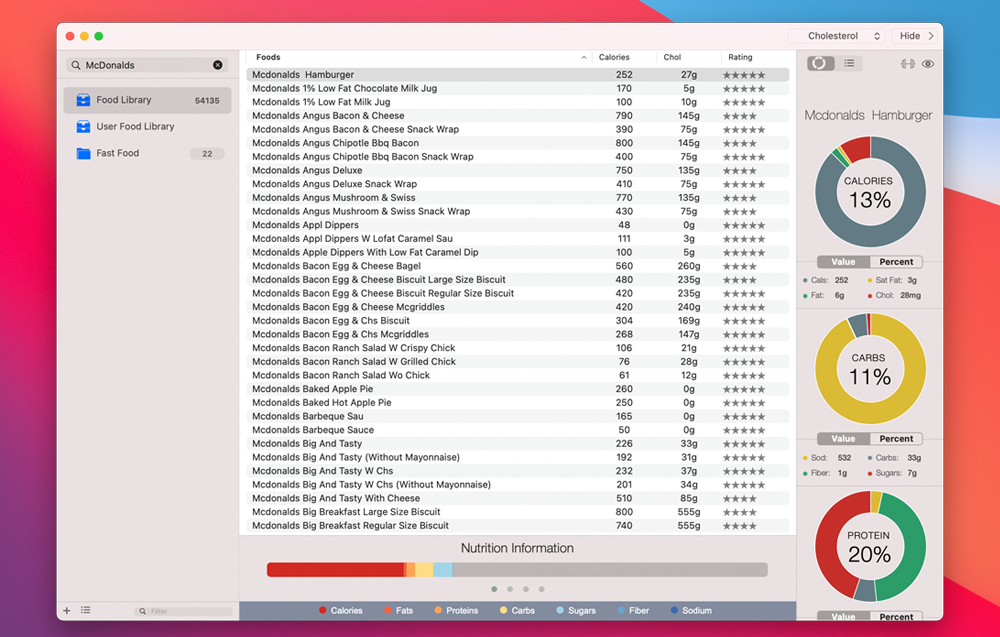 Cholesterol
Hide
McDonalds
Food Library 54135
User Food Library
Fast Food 22
Filter
Foods Calories Chol Rating
Mcdonalds Hamburger 252 27g ★★★★★
Mcdonalds 1% Low Fat Chocolate Milk Jug 170 5g ★★★★★
Mcdonalds 1% Low Fat Milk Jug 100 10g ★★★★★
Mcdonalds Angus Bacon & Cheese 790 145g ★★★★
Mcdonalds Angus Bacon & Cheese Snack Wrap 390 75g ★★★★★
Mcdonalds Angus Chipotle Bbq Bacon 800 145g ★★★★
Mcdonalds Angus Chipotle Bbq Bacon Snack Wrap 400 75g ★★★★★
Mcdonalds Angus Deluxe 750 135g ★★★★
Mcdonalds Angus Deluxe Snack Wrap 410 75g ★★★★★
Mcdonalds Angus Mushroom & Swiss 770 135g ★★★★
Mcdonalds Angus Mushroom & Swiss Snack Wrap 430 75g ★★★★★
Mcdonalds Appl Dippers 48 0g ★★★★★
Mcdonalds Appl Dippers W Lofat Caramel Sau 111 3g ★★★★★
Mcdonalds Apple Dippers With Low Fat Caramel Dip 100 5g ★★★★★
Mcdonalds Bacon Egg & Cheese Bagel 560 260g ★★★★
Mcdonalds Bacon Egg & Cheese Biscuit Large Size Biscuit 480 235g ★★★★
Mcdonalds Bacon Egg & Cheese Biscuit Regular Size Biscuit 420 235g ★★★★★
Mcdonalds Bacon Egg & Cheese Mcgriddles 420 240g ★★★★★
Mcdonalds Bacon Egg & Chs Biscuit 304 169g ★★★★★
Mcdonalds Bacon Egg & Chs Mcgriddles 268 147g ★★★★★
Mcdonalds Bacon Ranch Salad W Crispy Chick 106 21g ★★★★★
Mcdonalds Bacon Ranch Salad W Grilled Chick 76 28g ★★★★★
Mcdonalds Bacon Ranch Salad Wo Chick 61 12g ★★★★★
Mcdonalds Baked Apple Pie 260 0g ★★★★★
Mcdonalds Baked Hot Apple Pie 250 0g ★★★★★
Mcdonalds Barbeque Sau 165 0g ★★★★★
Mcdonalds Barbeque Sauce 50 0g ★★★★★
Mcdonalds Big And Tasty 226 33g ★★★★★
Mcdonalds Big And Tasty (Without Mayonnaise) 192 31g ★★★★★
Mcdonalds Big And Tasty W Chs 232 37g ★★★★★
Mcdonalds Big And Tasty W Chs (Without Mayonnaise) 201 34g ★★★★★
Mcdonalds Big And Tasty With Cheese 510 85g ★★★★
Mcdonalds Big Breakfast Large Size Biscuit 800 555g ★★★★
Mcdonalds Big Breakfast Regular Size Biscuit 740 555g ★★★★
Nutrition Information
Calories Fats Proteins Carbs Sugars Fiber Sodium
Mcdonalds Hamburger
CALORIES
13%
Value Percent
Cals: 252 Sat Fat: 3g
Fat: 6g Chol: 28mg
CARBS
11%
Value Percent
Sod: 532 Carbs: 33g
Fiber: 1g Sugars: 7g
PROTEIN
20%
Value Percent